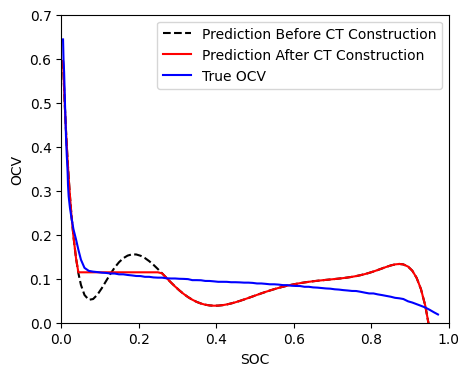 Prediction Before CT Construction
Prediction After CT Construction
True OCV
0.7
0.6
0.5
0.4
0.3
0.2
0.1
0.0
OCV
0.0 0.2 0.4 0.6 0.8 1.0
SOC